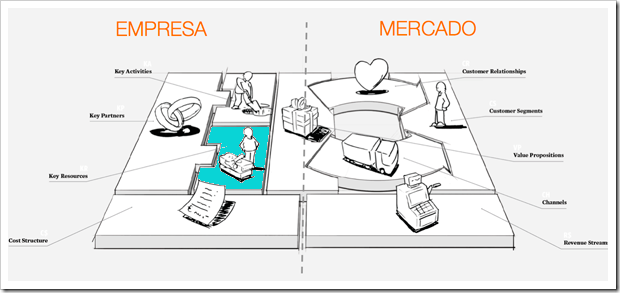 EMPRESA
MERCADO
Key Activities
Customer Relationships
Key Partners
Customer Segments
Value Propositions
Key Resources
Channels
Cost Structure
Revenue Stream